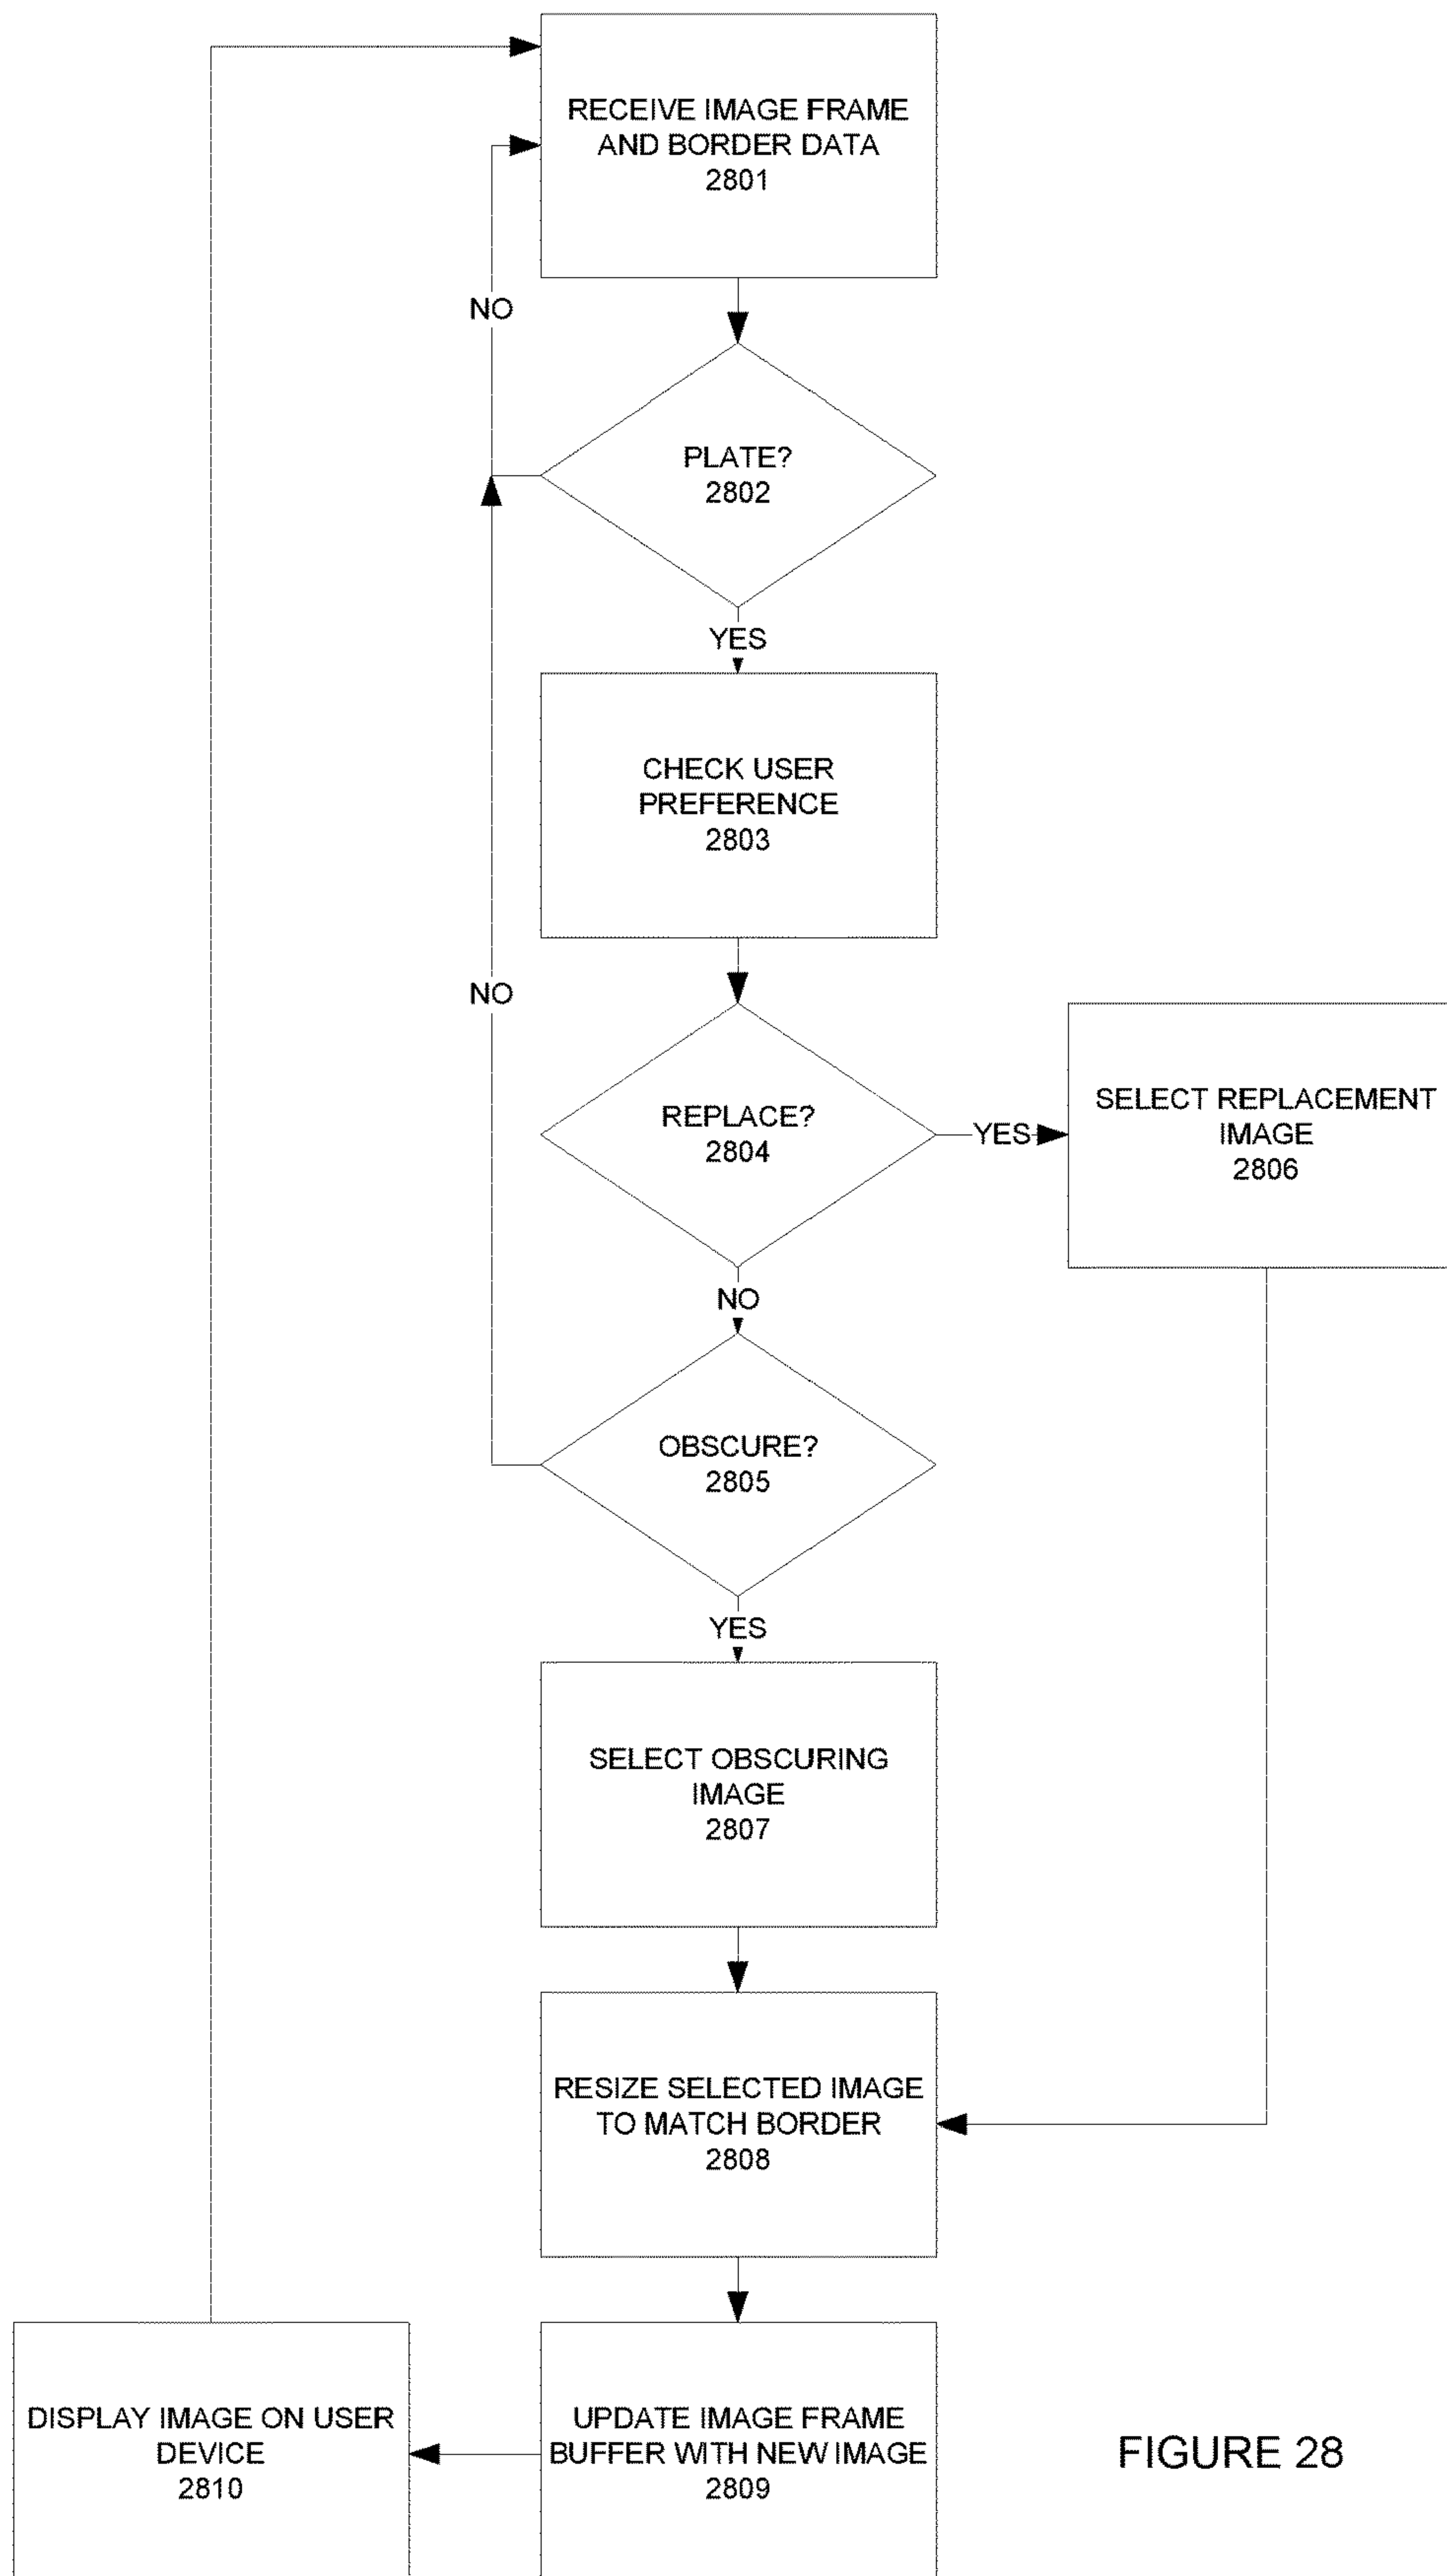 RECEIVE IMAGE FRAME
AND BORDER DATA
2801
NO
PLATE?
2802
YES
CHECK USER
PREFERENCE
2803
NO
REPLACE?
2804
YES
SELECT REPLACEMENT
IMAGE
2806
NO
OBSCURE?
2805
YES
SELECT OBSCURING
IMAGE
2807
RESIZE SELECTED IMAGE
TO MATCH BORDER
2808
DISPLAY IMAGE ON USER
DEVICE
2810
UPDATE IMAGE FRAME
BUFFER WITH NEW IMAGE
2809
FIGURE 28